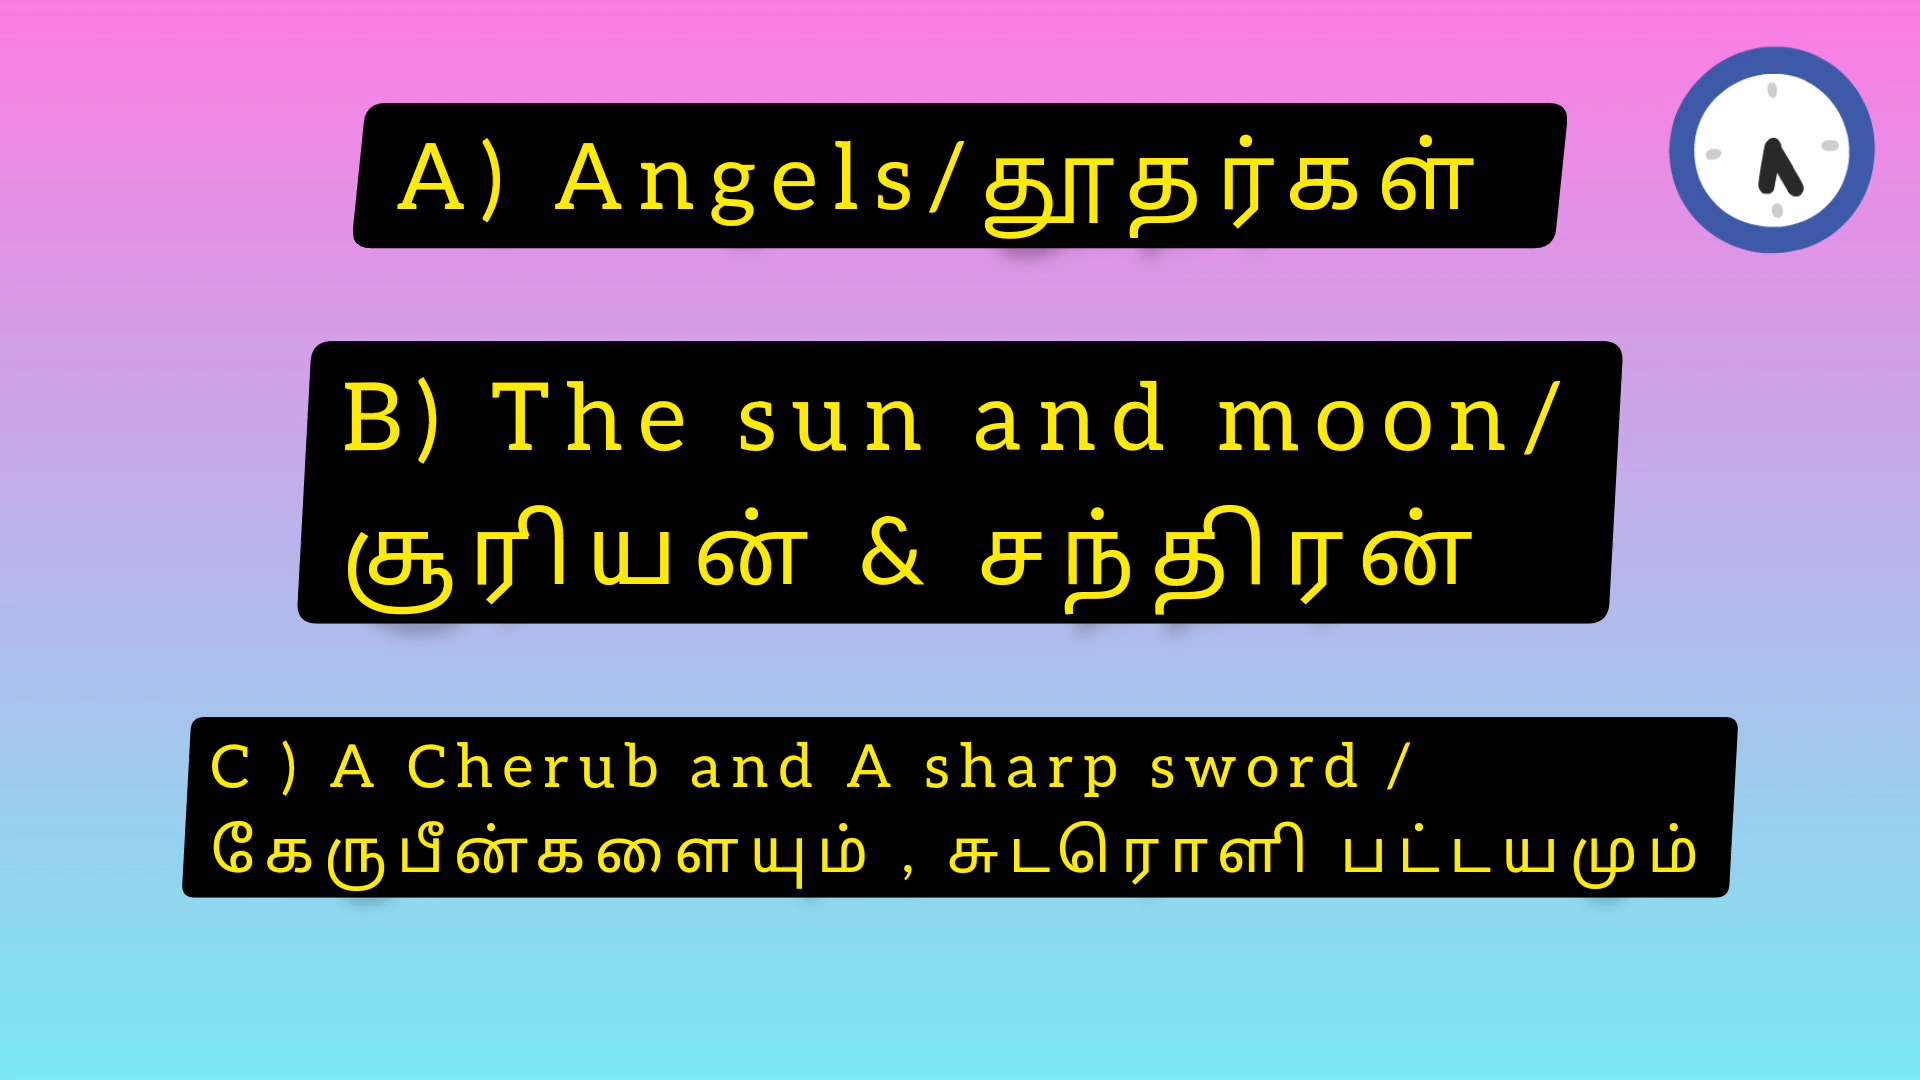 A) Angels/தூதர்கள்
B) The sun and moon/
சூரியன் & சந்திரன்
C ) A Cherub and A sharp sword /
கேருபீன்களையும் , சுடரொளி பட்டயமும்